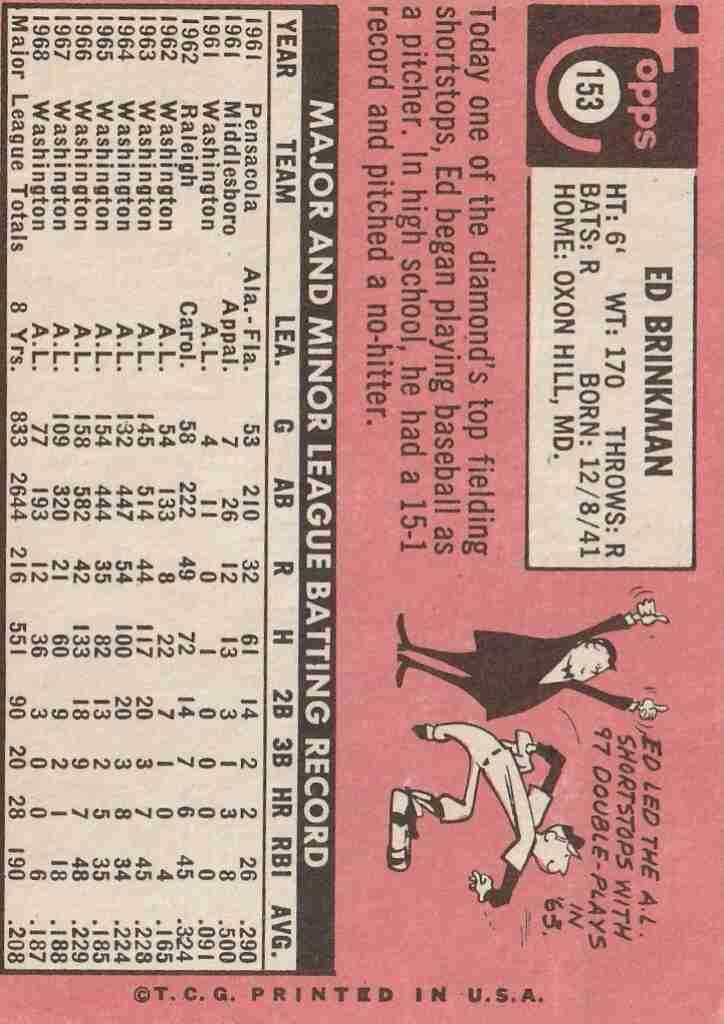 Topps
153
ED BRINKMAN
HT: 6' WT: 170 THROWS: R
BATS: R BORN: 12/8/41
HOME: OXON HILL, MD.
Today one of the diamond's top fielding
shortstops, Ed began playing baseball as
a pitcher. In high school, he had a 15-1
record and pitched a no-hitter.
ED LED THE A.L.
SHORTSTOPS WITH
97 DOUBLE-PLAYS
IN
'63.
MAJOR AND MINOR LEAGUE BATTING RECORD
YEAR TEAM LEA. G AB R H 2B 3B HR RBI AVG.
1961 Pensacola Ala.-Fla. 53 210 32 61 14 2 2 26 .290
1961 Middlesboro Appal. 7 26 12 13 3 1 3 8 .500
1961 Washington A.L. 4 11 0 1 0 0 0 0 .091
1962 Raleigh Carol. 58 222 49 72 14 7 6 45 .324
1962 Washington A.L. 54 133 8 22 7 1 0 4 .165
1963 Washington A.L. 145 514 44 117 20 3 7 45 .228
1964 Washington A.L. 132 447 54 100 20 3 8 34 .224
1965 Washington A.L. 154 444 35 82 13 2 5 35 .185
1966 Washington A.L. 158 582 42 133 18 9 7 48 .229
1967 Washington A.L. 109 320 21 60 9 2 1 18 .188
1968 Washington A.L. 77 193 12 36 3 0 0 6 .187
Major League Totals 8 Yrs. 833 2644 216 551 90 20 28 190 .208
©T.C.G. PRINTED IN U.S.A.